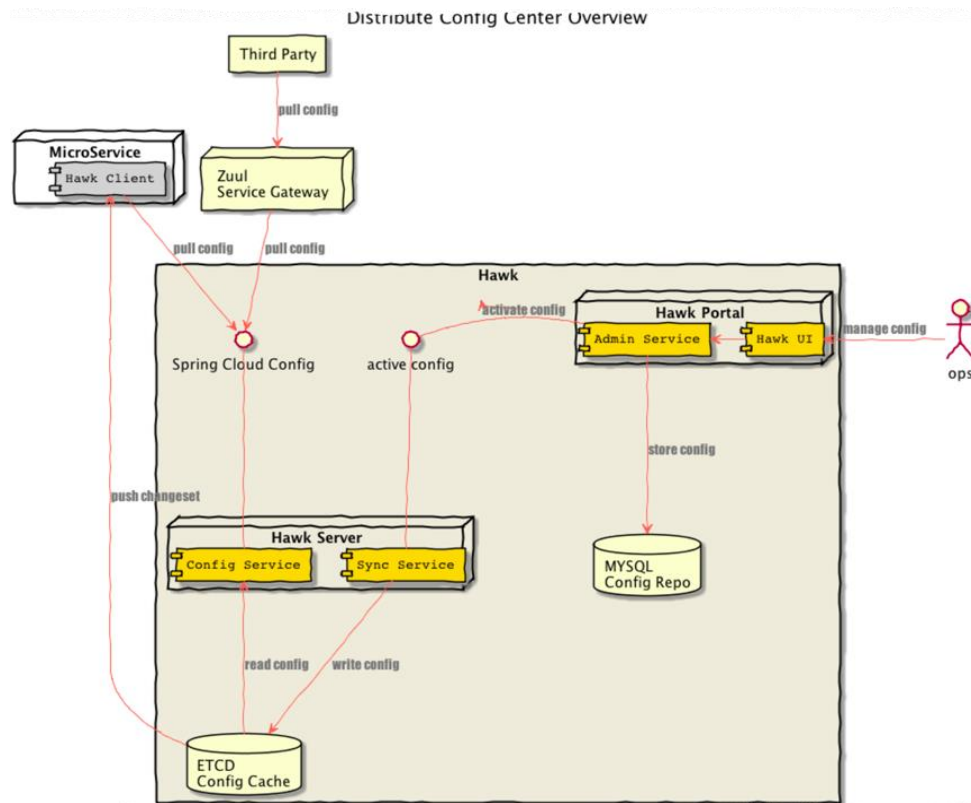 Distribute Config Center Overview
Third Party
pull config
MicroService
Hawk Client
Zuul
Service Gateway
pull config
pull config
Hawk
activate config
Hawk Portal
Admin Service
Hawk UI
manage config
ops
Spring Cloud Config
active config
store config
push changeset
Hawk Server
Config Service
Sync Service
MYSQL
Config Repo
read config
write config
ETCD
Config Cache